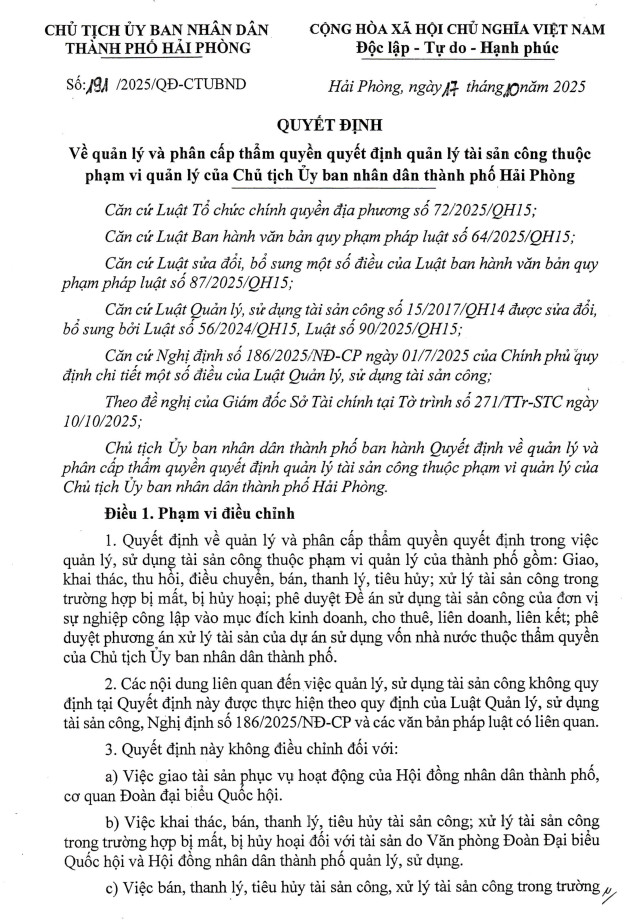 CHỦ TỊCH ỦY BAN NHÂN DÂN
THÀNH PHỐ HẢI PHÒNG
CỘNG HÒA XÃ HỘI CHỦ NGHĨA VIỆT NAM
Độc lập - Tự do - Hạnh phúc
Số: 191 /2025/QĐ-CTUBND
Hải Phòng, ngày 17 tháng 10 năm 2025
QUYẾT ĐỊNH
Về quản lý và phân cấp thẩm quyền quyết định quản lý tài sản công thuộc
phạm vi quản lý của Chủ tịch Ủy ban nhân dân thành phố Hải Phòng
Căn cứ Luật Tổ chức chính quyền địa phương số 72/2025/QH15;
Căn cứ Luật Ban hành văn bản quy phạm pháp luật số 64/2025/QH15;
Căn cứ Luật sửa đổi, bổ sung một số điều của Luật ban hành văn bản quy
phạm pháp luật số 87/2025/QH15;
Căn cứ Luật Quản lý, sử dụng tài sản công số 15/2017/QH14 được sửa đổi,
bổ sung bởi Luật số 56/2024/QH15, Luật số 90/2025/QH15;
Căn cứ Nghị định số 186/2025/NĐ-CP ngày 01/7/2025 của Chính phủ quy
định chi tiết một số điều của Luật Quản lý, sử dụng tài sản công;
Theo đề nghị của Giám đốc Sở Tài chính tại Tờ trình số 271/TTr-STC ngày
10/10/2025;
Chủ tịch Ủy ban nhân dân thành phố ban hành Quyết định về quản lý và
phân cấp thẩm quyền quyết định quản lý tài sản công thuộc phạm vi quản lý của
Chủ tịch Ủy ban nhân dân thành phố Hải Phòng.
Điều 1. Phạm vi điều chỉnh
1. Quyết định về quản lý và phân cấp thẩm quyền quyết định trong việc
quản lý, sử dụng tài sản công thuộc phạm vi quản lý của thành phố gồm: Giao,
khai thác, thu hồi, điều chuyển, bán, thanh lý, tiêu hủy; xử lý tài sản công trong
trường hợp bị mất, bị hủy hoại; phê duyệt Đề án sử dụng tài sản công của đơn vị
sự nghiệp công lập vào mục đích kinh doanh, cho thuê, liên doanh, liên kết; phê
duyệt phương án xử lý tài sản của dự án sử dụng vốn nhà nước thuộc thẩm quyền
của Chủ tịch Ủy ban nhân dân thành phố.
2. Các nội dung liên quan đến việc quản lý, sử dụng tài sản công không quy
định tại Quyết định này được thực hiện theo quy định của Luật Quản lý, sử dụng
tài sản công, Nghị định số 186/2025/NĐ-CP và các văn bản pháp luật có liên quan.
3. Quyết định này không điều chỉnh đối với:
a) Việc giao tài sản phục vụ hoạt động của Hội đồng nhân dân thành phố,
cơ quan Đoàn đại biểu Quốc hội.
b) Việc khai thác, bán, thanh lý, tiêu hủy tài sản công; xử lý tài sản công
trong trường hợp bị mất, bị hủy hoại đối với tài sản do Văn phòng Đoàn Đại biểu
Quốc hội và Hội đồng nhân dân thành phố quản lý, sử dụng.
c) Việc bán, thanh lý, tiêu hủy tài sản công, xử lý tài sản công trong trường